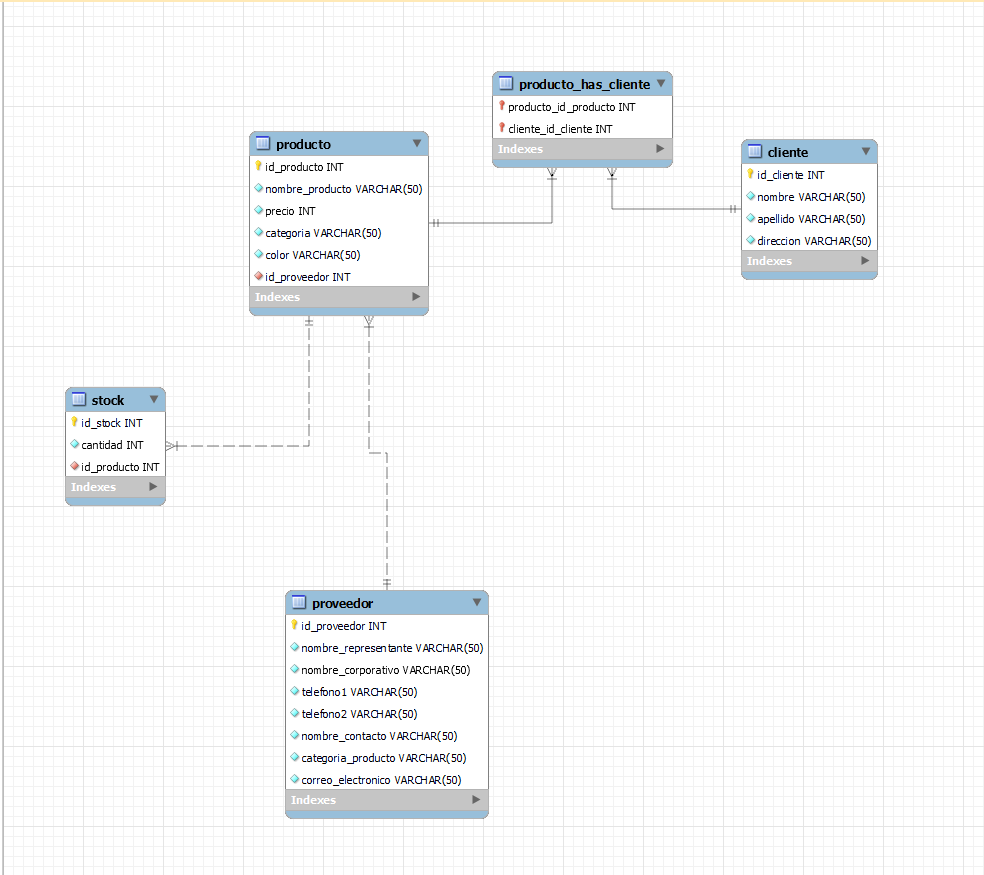 producto_has_cliente
producto_id_producto INT
cliente_id_cliente INT
Indexes
producto
id_producto INT
nombre_producto VARCHAR(50)
precio INT
categoria VARCHAR(50)
color VARCHAR(50)
id_proveedor INT
Indexes
cliente
id_cliente INT
nombre VARCHAR(50)
apellido VARCHAR(50)
direccion VARCHAR(50)
Indexes
stock
id_stock INT
cantidad INT
id_producto INT
Indexes
proveedor
id_proveedor INT
nombre_representante VARCHAR(50)
nombre_corporativo VARCHAR(50)
telefono1 VARCHAR(50)
telefono2 VARCHAR(50)
nombre_contacto VARCHAR(50)
categoria_producto VARCHAR(50)
correo_electronico VARCHAR(50)
Indexes